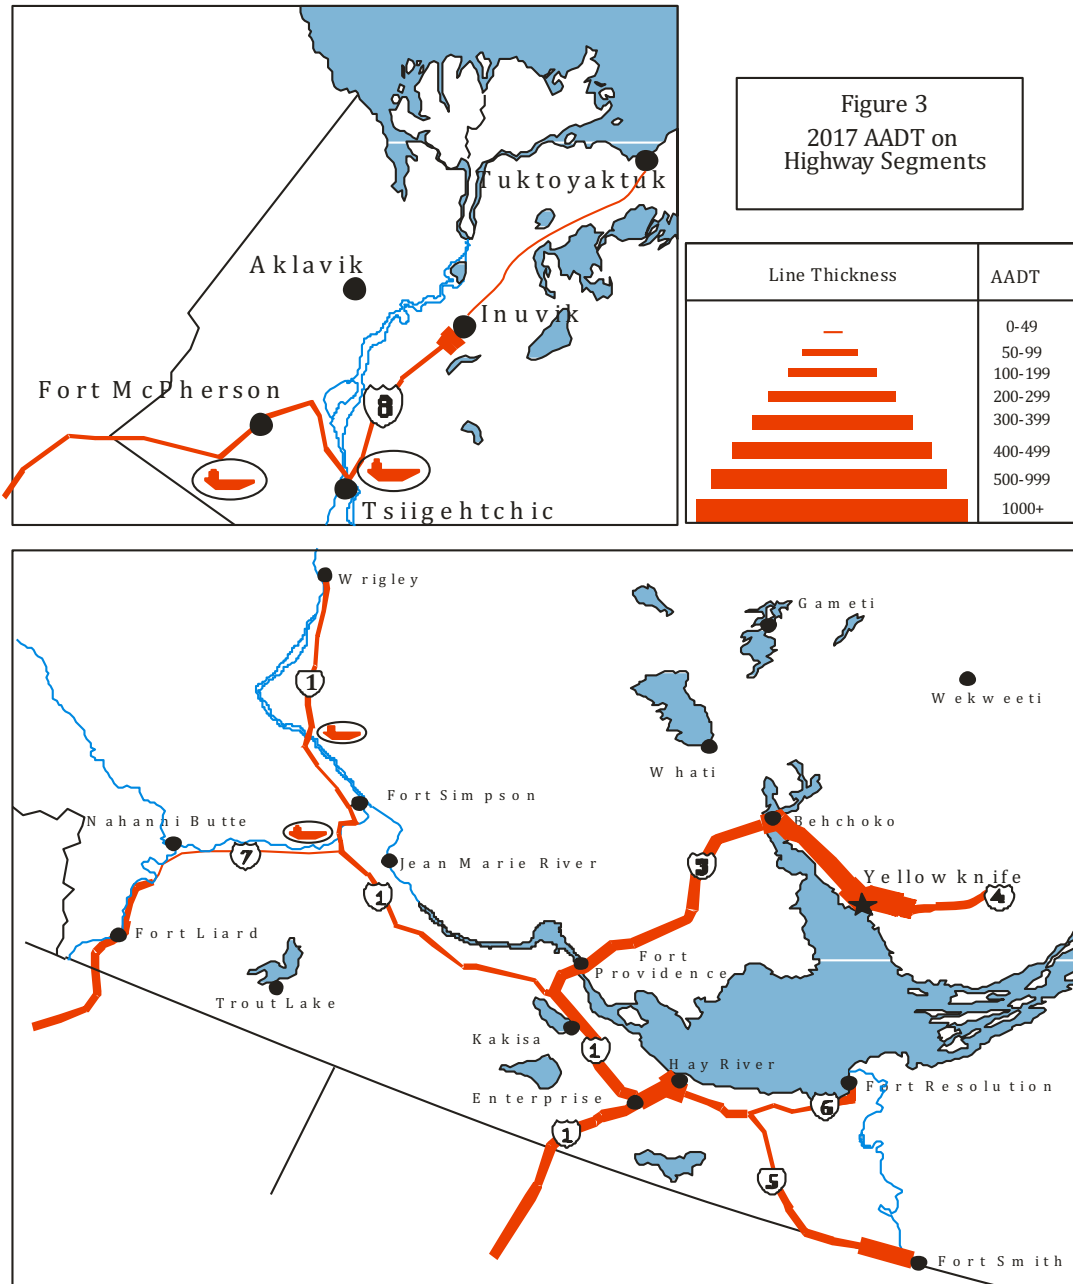 Figure 3
2017 AADT on
Highway Segments
Tuktoyaktuk
Aklavik
Inuvik
Fort McPherson
8
Tsiigehtchic
Line Thickness AADT
0-49
50-99
100-199
200-299
300-399
400-499
500-999
1000+
Wrigley
Gameti
1
Wekweeti
Whati
Fort Simpson
Nahanni Butte
Behchoko
7
Jean Marie River
3
Yellowknife
1
4
Fort Liard
Fort
Providence
Trout Lake
Kakisa
1
Hay River
Enterprise
Fort Resolution
6
1
5
Fort Smith